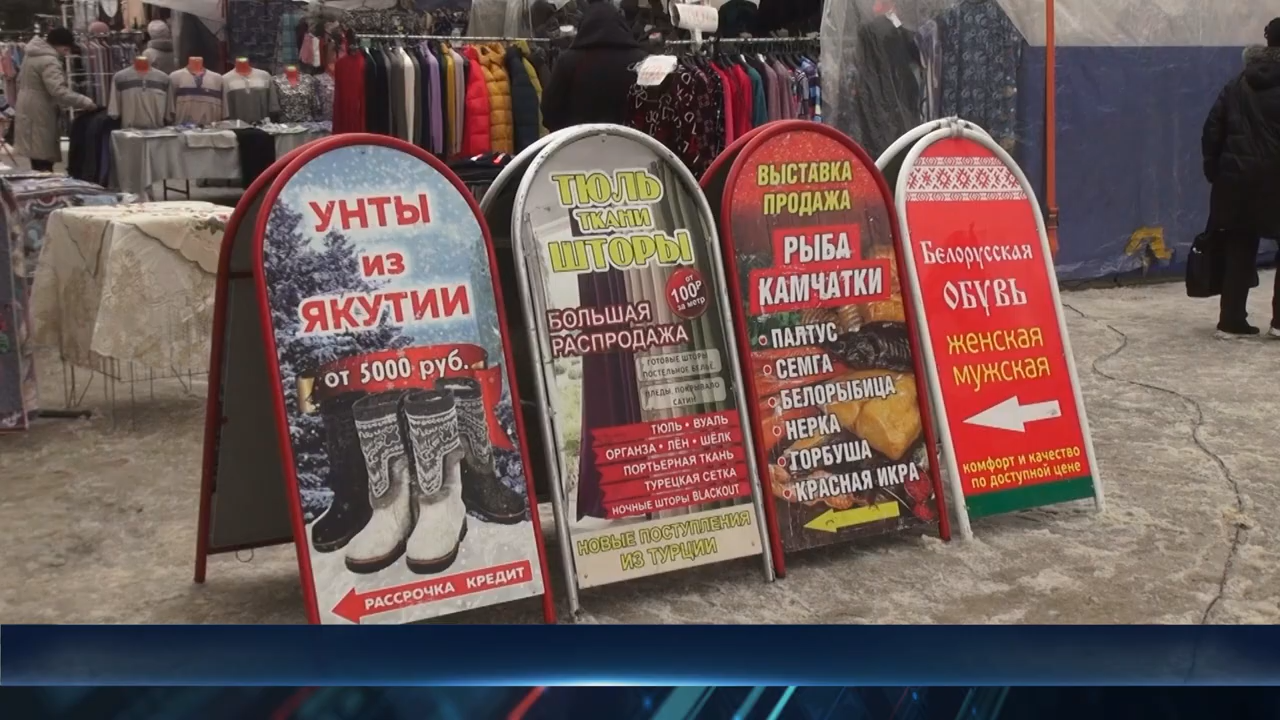 УНТЫ
ИЗ
ЯКУТИИ
от 5000 руб.
РАССРОЧКА КРЕДИТ
ТЮЛЬ
ТКАНИ
ШТОРЫ
от
100Р
за метр
БОЛЬШАЯ
РАСПРОДАЖА
ГОТОВЫЕ ШТОРЫ
ПОСТЕЛЬНОЕ БЕЛЬЁ
ПЛЕДЫ, ПОКРЫВАЛО
САТИН
ТЮЛЬ • ВУАЛЬ
ОРГАНЗА • ЛЁН • ШЁЛК
ПОРТЬЕРНАЯ ТКАНЬ
ТУРЕЦКАЯ СЕТКА
НОЧНЫЕ ШТОРЫ BLACKOUT
НОВЫЕ ПОСТУПЛЕНИЯ
ИЗ ТУРЦИИ
ВЫСТАВКА
ПРОДАЖА
РЫБА
КАМЧАТКИ
ПАЛТУС
СЕМГА
БЕЛОРЫБИЦА
НЕРКА
ГОРБУША
КРАСНАЯ ИКРА
Белорусская
ОБУВЬ
женская
мужская
комфорт и качество
по доступной цене